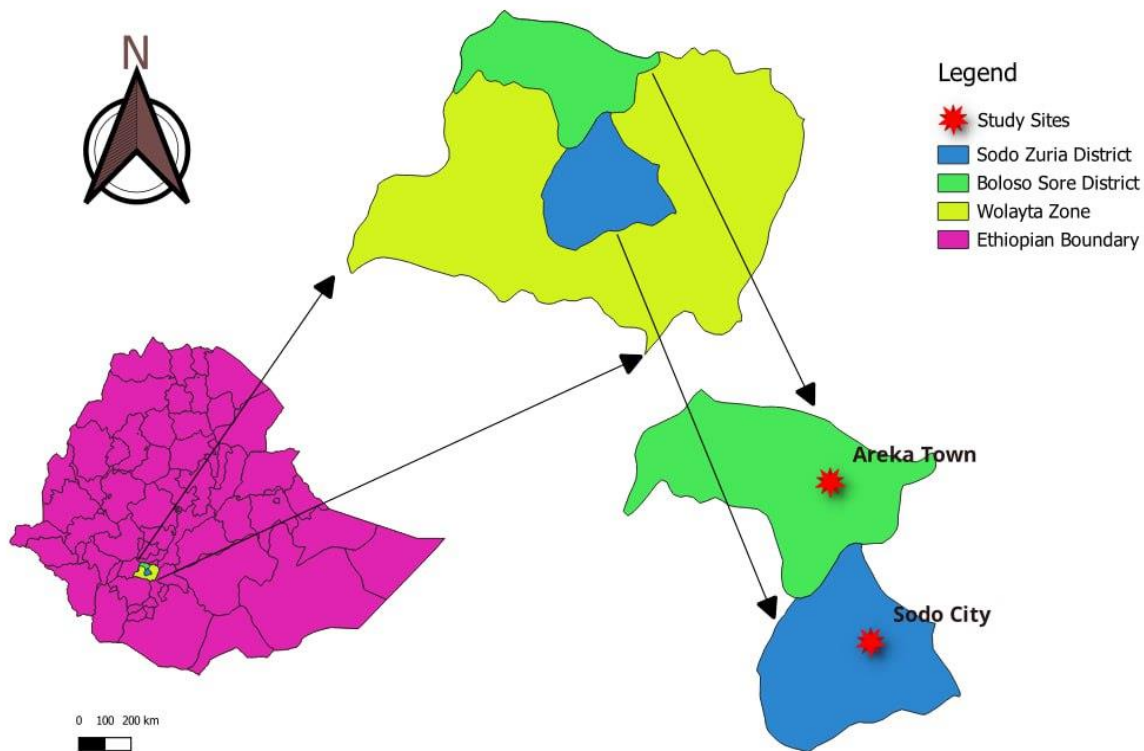 N
Legend
Study Sites
Sodo Zuria District
Boloso Sore District
Wolayta Zone
Ethiopian Boundary
Areka Town
Sodo City
0 100 200 km